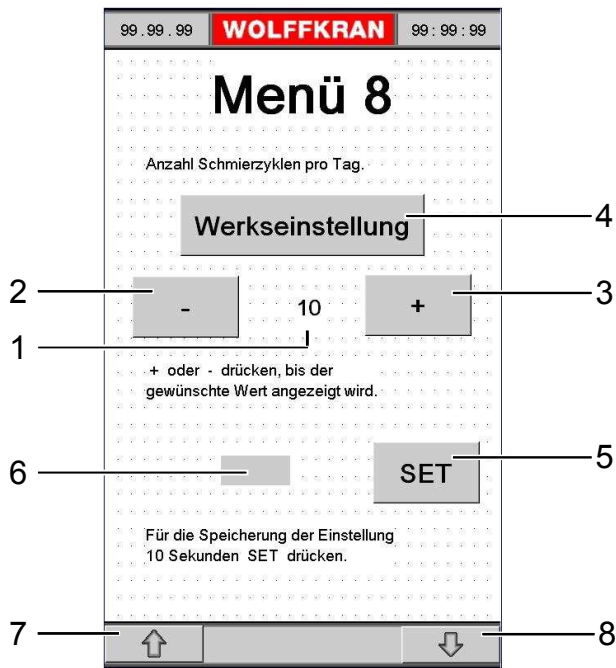 99.99.99 WOLFFKRAN 99:99:99
Menü 8
Anzahl Schmierzyklen pro Tag.
Werkseinstellung 4
2 - 10 + 3
1
+ oder - drücken, bis der
gewünschte Wert angezeigt wird.
6 SET 5
Für die Speicherung der Einstellung
10 Sekunden SET drücken.
7 8